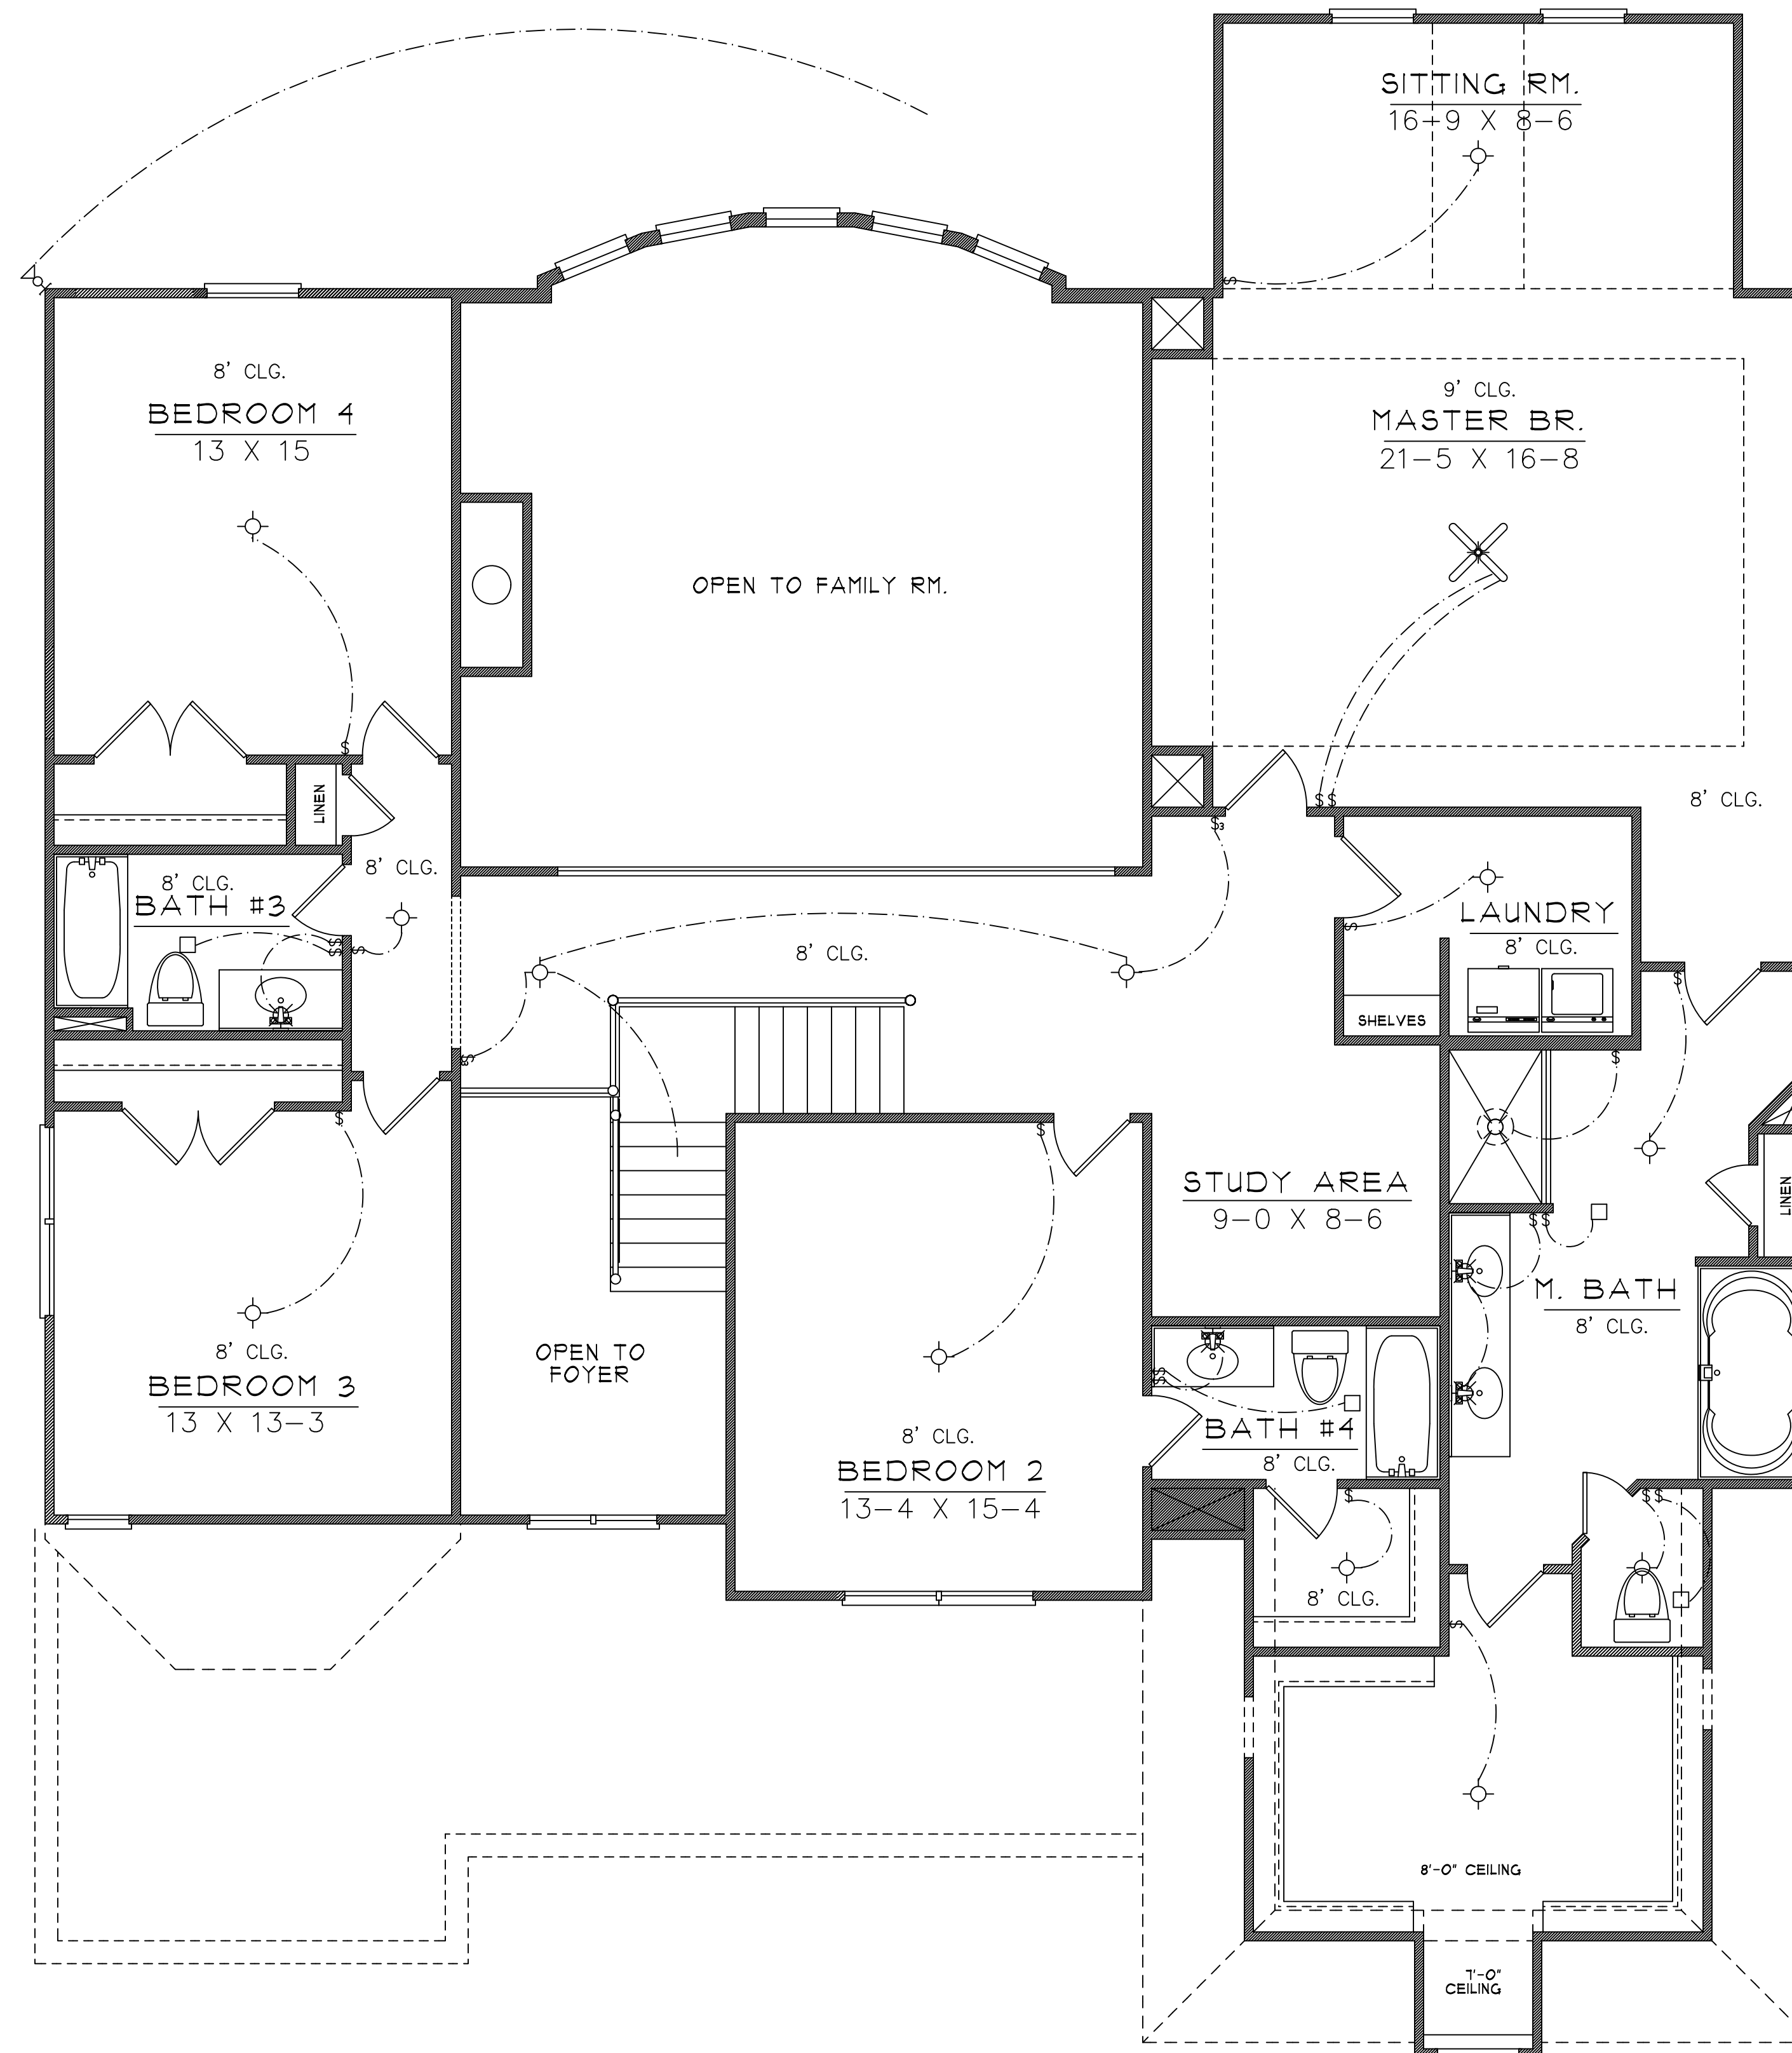 SITTING RM.
16-9 X 8-6
8' CLG.
BEDROOM 4
13 X 15
9' CLG.
MASTER BR.
21-5 X 16-8
OPEN TO FAMILY RM.
$
$
$$
8' CLG.
LINEN
$3
8' CLG.
8' CLG.
BATH #3
$
$
$
LAUNDRY
8' CLG.
$
8' CLG.
$
SHELVES
$3
$
$
$
STUDY AREA
9-0 X 8-6
LINEN
$$
M. BATH
8' CLG.
OPEN TO
FOYER
8' CLG.
BEDROOM 3
13 X 13-3
$
$
8' CLG.
BEDROOM 2
13-4 X 15-4
BATH #4
8' CLG.
$
$$
8' CLG.
$
8'-0" CEILING
7'-0"
CEILING